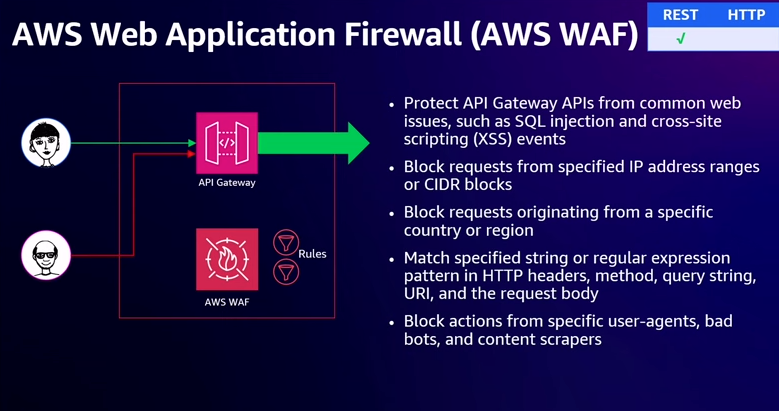 AWS Web Application Firewall (AWS WAF)
REST HTTP
√
API Gateway
Rules
AWS WAF
• Protect API Gateway APIs from common web
issues, such as SQL injection and cross-site
scripting (XSS) events
• Block requests from specified IP address ranges
or CIDR blocks
• Block requests originating from a specific
country or region
• Match specified string or regular expression
pattern in HTTP headers, method, query string,
URI, and the request body
• Block actions from specific user-agents, bad
bots, and content scrapers